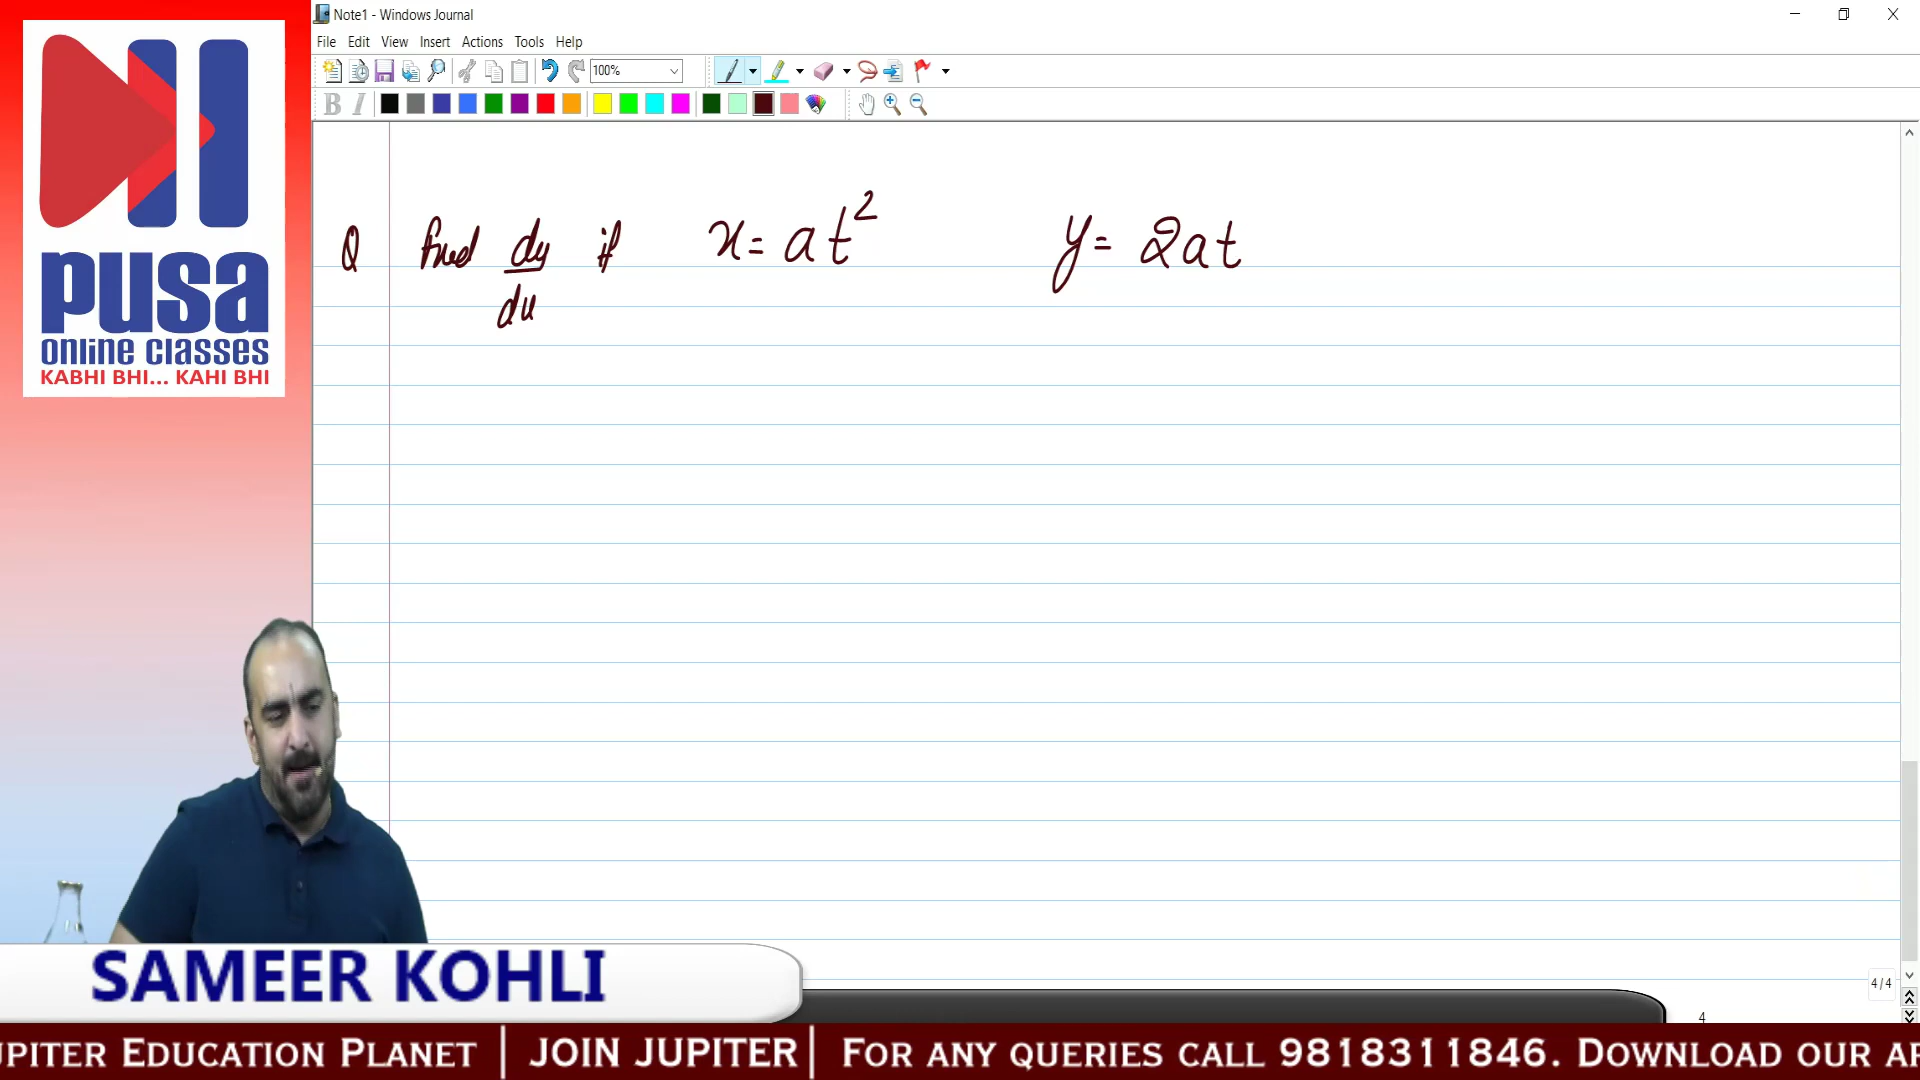 Note1 - Windows Journal
File Edit View Insert Actions Tools Help
100%
B I
pusa
online classes
KABHI BHI... KAHI BHI
Q find dy/dx if x = at² y = 2at
4/4
4
SAMEER KOHLI
UPITER EDUCATION PLANET | JOIN JUPITER | FOR ANY QUERIES CALL 9818311846. DOWNLOAD OUR AP